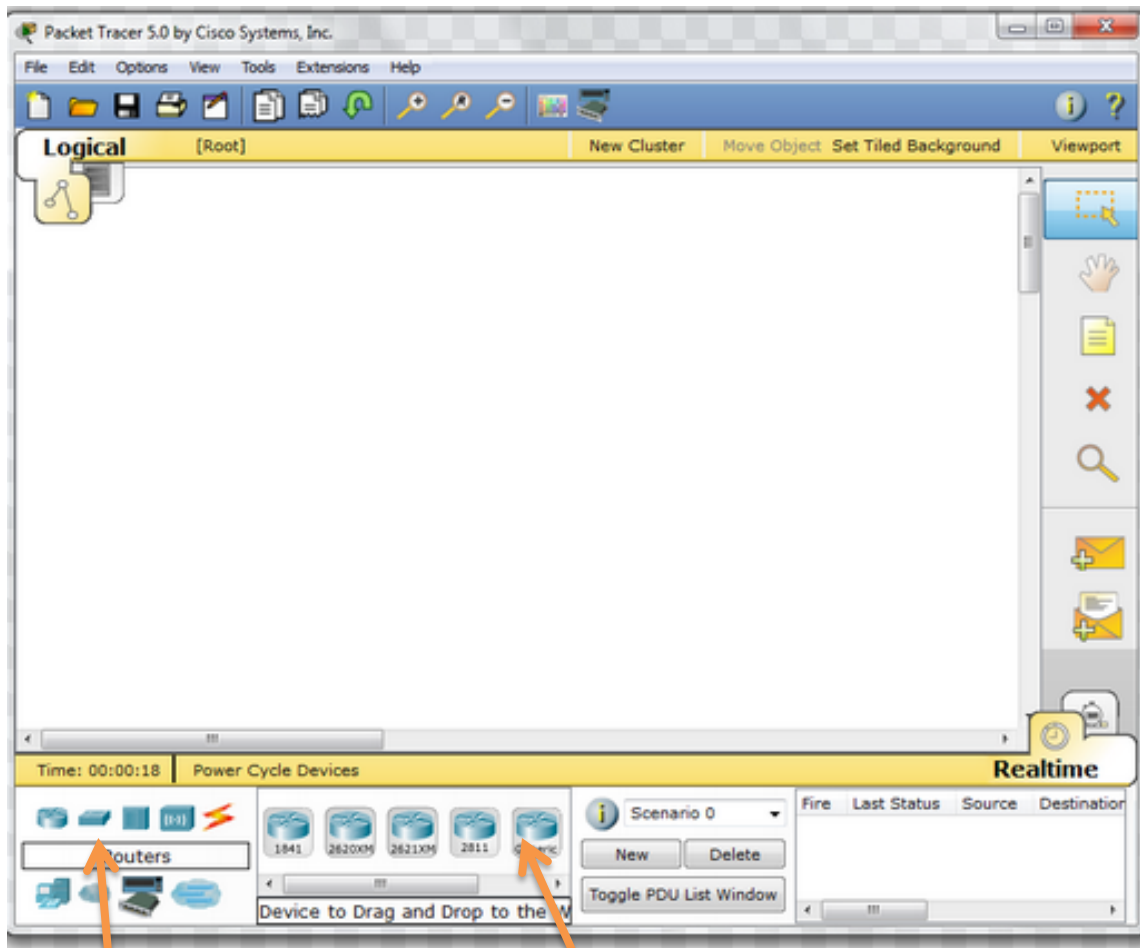 Packet Tracer 5.0 by Cisco Systems, Inc.
File Edit Options View Tools Extensions Help
Logical [Root] New Cluster Move Object Set Tiled Background Viewport
Time: 00:00:18 Power Cycle Devices Realtime
Scenario 0
Fire Last Status Source Destination
1841 2620XM 2621XM 2811
New Delete
Toggle PDU List Window
Device to Drag and Drop to the W